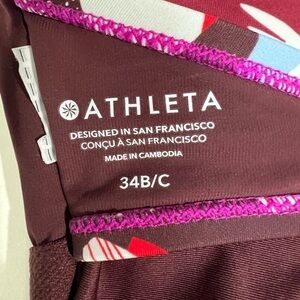 ATHLETA
DESIGNED IN SAN FRANCISCO
CONÇU À SAN FRANCISCO
MADE IN CAMBODIA
34B/C